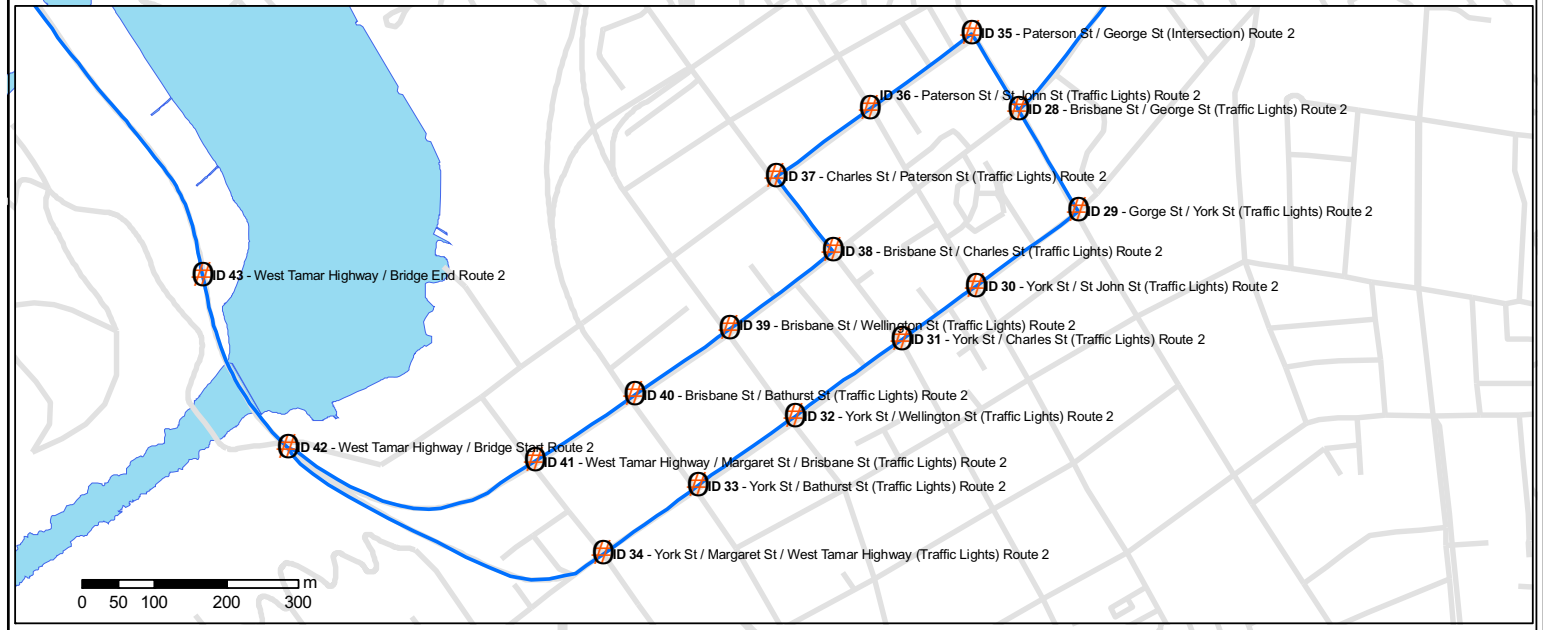 ID 35 - Paterson St / George St (Intersection) Route 2
ID 36 - Paterson St / St John St (Traffic Lights) Route 2
ID 28 - Brisbane St / George St (Traffic Lights) Route 2
ID 37 - Charles St / Paterson St (Traffic Lights) Route 2
ID 29 - Gorge St / York St (Traffic Lights) Route 2
ID 38 - Brisbane St / Charles St (Traffic Lights) Route 2
ID 43 - West Tamar Highway / Bridge End Route 2
ID 30 - York St / St John St (Traffic Lights) Route 2
ID 39 - Brisbane St / Wellington St (Traffic Lights) Route 2
ID 31 - York St / Charles St (Traffic Lights) Route 2
ID 40 - Brisbane St / Bathurst St (Traffic Lights) Route 2
ID 32 - York St / Wellington St (Traffic Lights) Route 2
ID 42 - West Tamar Highway / Bridge Start Route 2
ID 41 - West Tamar Highway / Margaret St / Brisbane St (Traffic Lights) Route 2
ID 33 - York St / Bathurst St (Traffic Lights) Route 2
ID 34 - York St / Margaret St / West Tamar Highway (Traffic Lights) Route 2
m
0 50 100 200 300